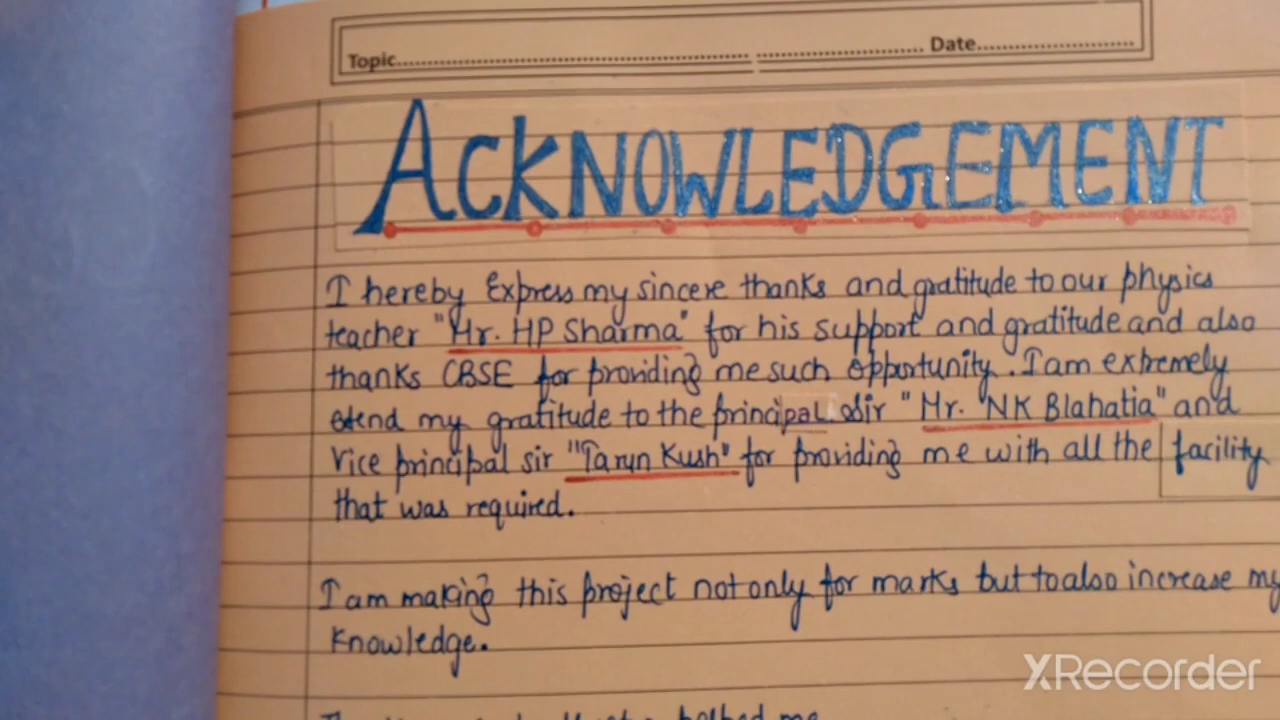 Topic.......................................................................................... Date..............................
ACKNOWLEDGEMENT
I hereby Express my sincere thanks and gratitude to our physics
teacher "Mr. HP Sharma" for his support and gratitude and also
thanks CBSE for providing me such opportunity. I am extremely
my gratitude to the principal sir "Mr. NK Blahatia" and
Vice principal sir "Tarun Kush" for providing me with all the facility
that was required.
I am making this project not only for marks but to also increase my
knowledge.
helped me
XRecorder